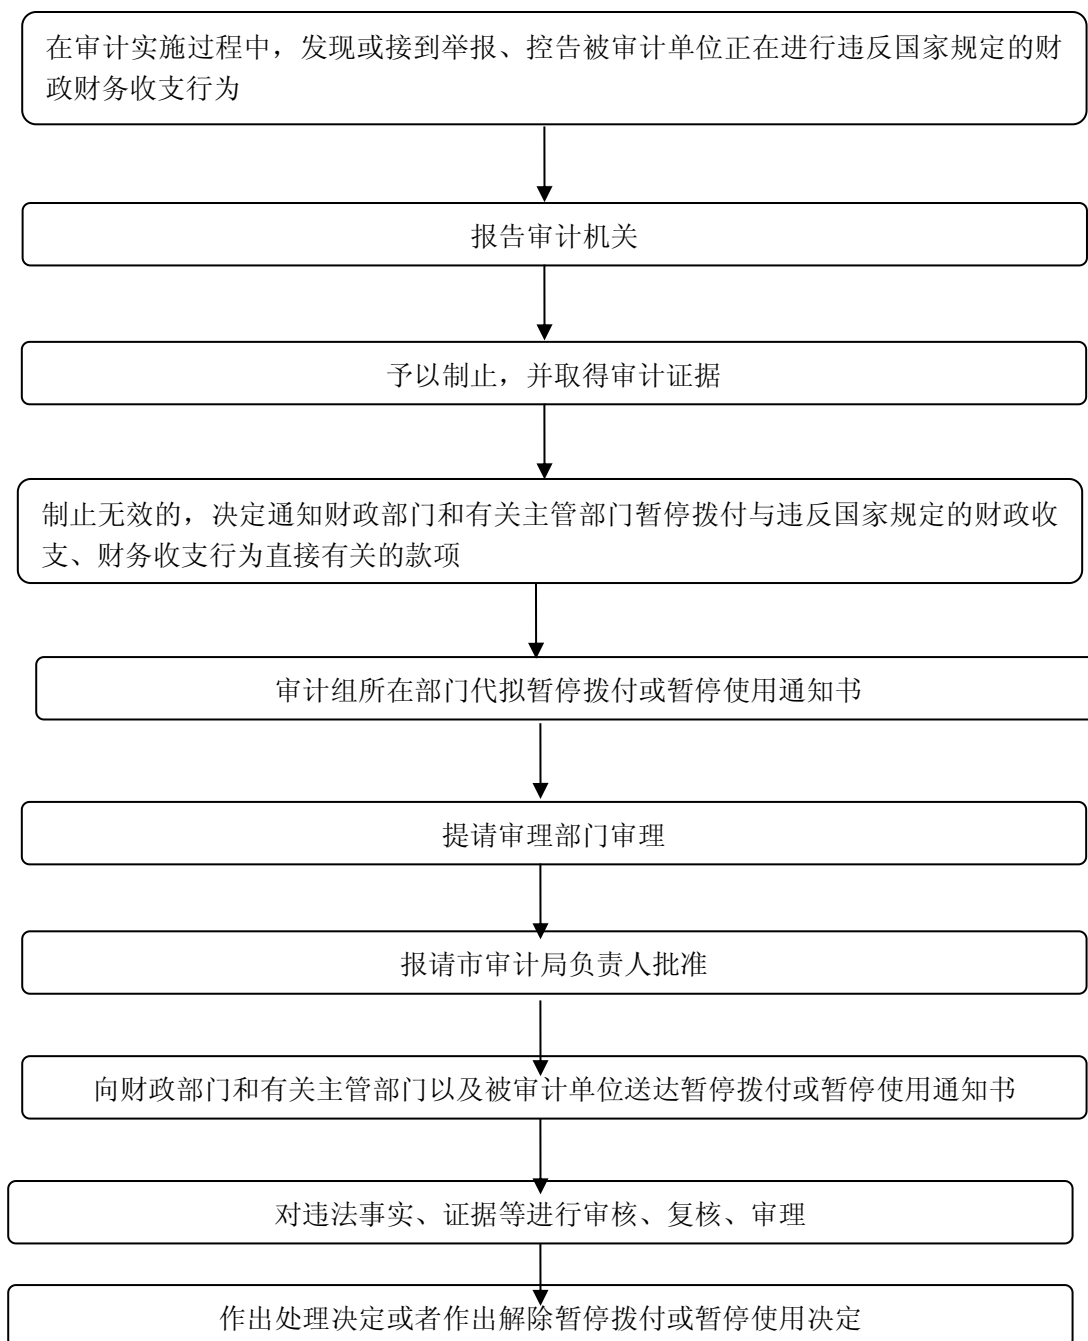 在审计实施过程中，发现或接到举报、控告被审计单位正在进行违反国家规定的财
政财务收支行为
报告审计机关
予以制止，并取得审计证据
制止无效的，决定通知财政部门和有关主管部门暂停拨付与违反国家规定的财政收
支、财务收支行为直接有关的款项
审计组所在部门代拟暂停拨付或暂停使用通知书
提请审理部门审理
报请市审计局负责人批准
向财政部门和有关主管部门以及被审计单位送达暂停拨付或暂停使用通知书
对违法事实、证据等进行审核、复核、审理
作出处理决定或者作出解除暂停拨付或暂停使用决定